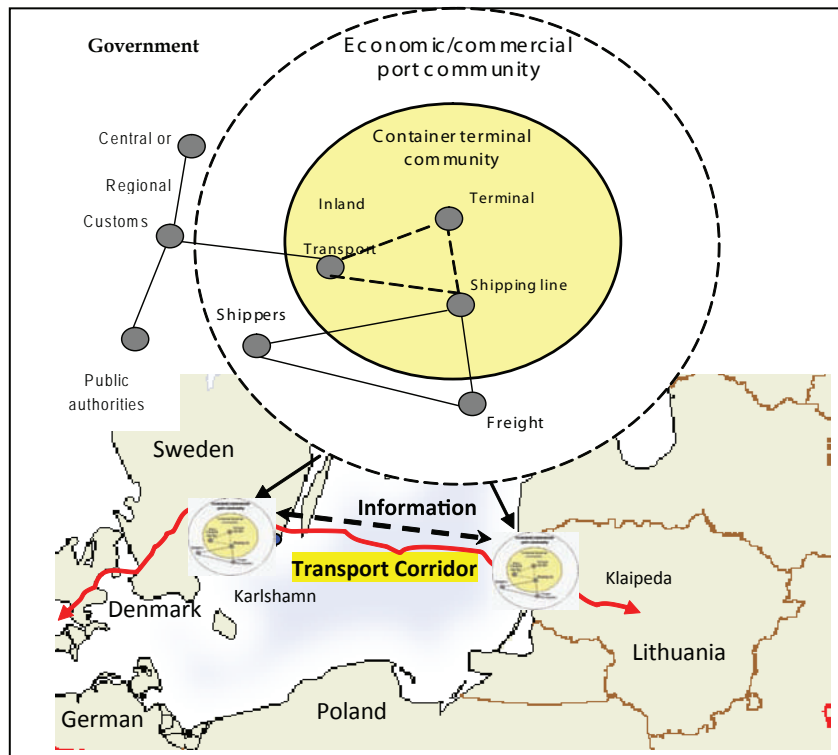 Government
Economic/commercial
port community
Central or
Regional
Customs
Container terminal
community
Inland
Terminal
Transport
Shipping line
Shippers
Public
authorities
Freight
Sweden
Information
Transport Corridor
Klaipeda
Denmark
Karlshamn
Lithuania
German
Poland